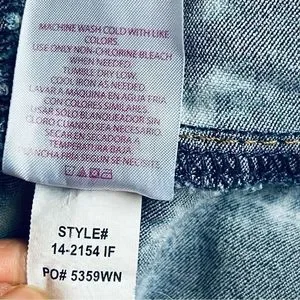 MACHINE WASH COLD WITH LIKE
COLORS.
USE ONLY NON-CHLORINE BLEACH
WHEN NEEDED.
TUMBLE DRY LOW.
COOL IRON AS NEEDED
LAVAR A MAQUINA EN AGUA FRIA
CON COLORES SIMILARES.
USAR SOLO BLANQUEADOR SIN
CLORO CUANDO SEA NECESARIO.
SECAR EN SECADORA A
TEMPERATURA BAJA
PLANCHA FRIA SEGUN SE NECESITE
STYLE#
14-2154 IF
PO# 5359WN